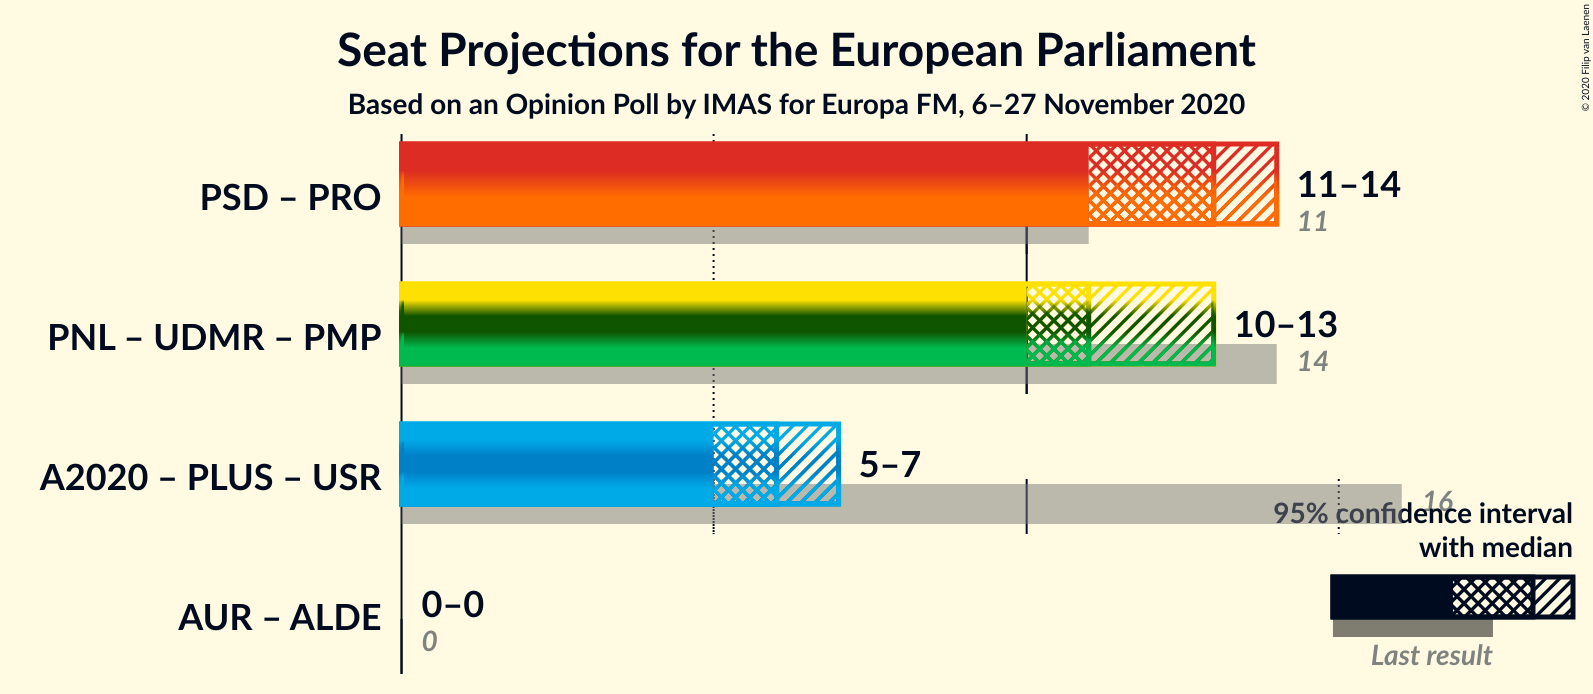 Seat Projections for the European Parliament
Based on an Opinion Poll by IMAS for Europa FM, 6–27 November 2020
© 2020 Filip van Laenen
PSD – PRO
11–14
11
PNL – UDMR – PMP
10–13
14
A2020 – PLUS – USR
5–7
16
95% confidence interval
with median
AUR – ALDE
0–0
0
Last result